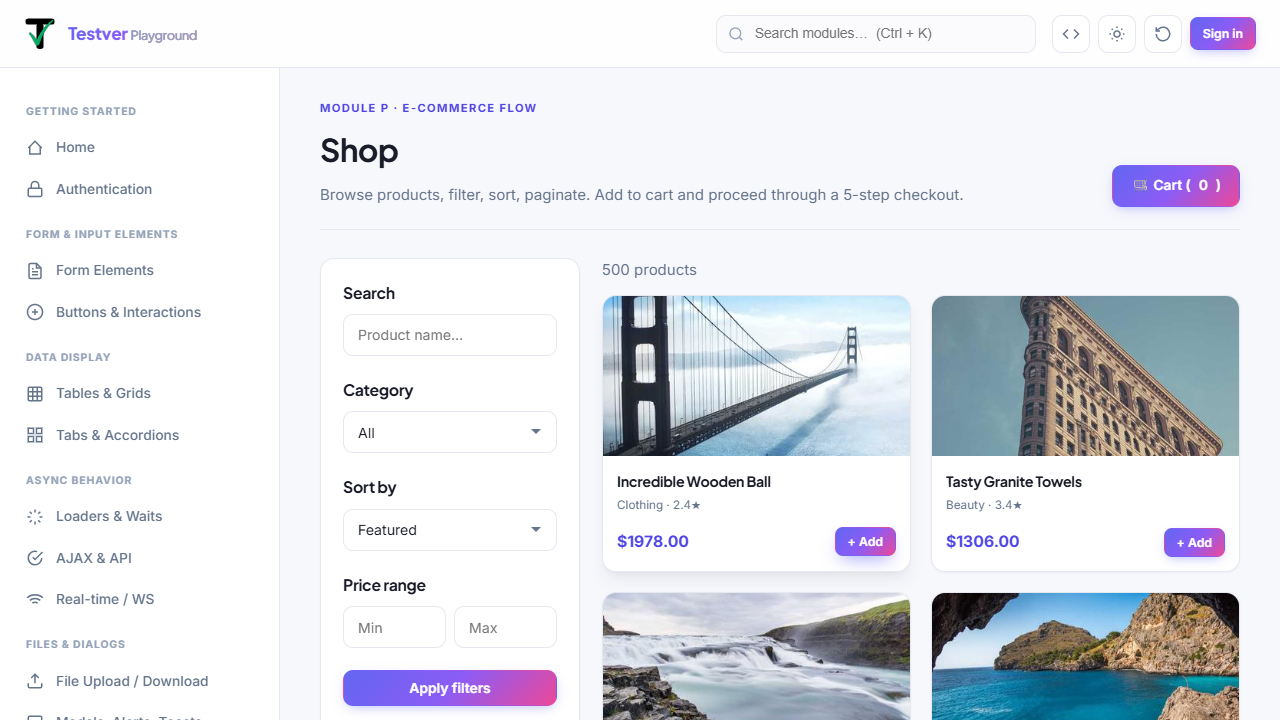 Testver Playground
Search modules... (Ctrl + K)
Sign in
GETTING STARTED
Home
Authentication
FORM & INPUT ELEMENTS
Form Elements
Buttons & Interactions
DATA DISPLAY
Tables & Grids
Tabs & Accordions
ASYNC BEHAVIOR
Loaders & Waits
AJAX & API
Real-time / WS
FILES & DIALOGS
File Upload / Download
MODULE P · E-COMMERCE FLOW
Shop
Browse products, filter, sort, paginate. Add to cart and proceed through a 5-step checkout.
Cart ( 0 )
Search
Product name...
Category
All
Sort by
Featured
Price range
Min
Max
Apply filters
500 products
Incredible Wooden Ball
Clothing · 2.4★
$1978.00
+ Add
Tasty Granite Towels
Beauty · 3.4★
$1306.00
+ Add